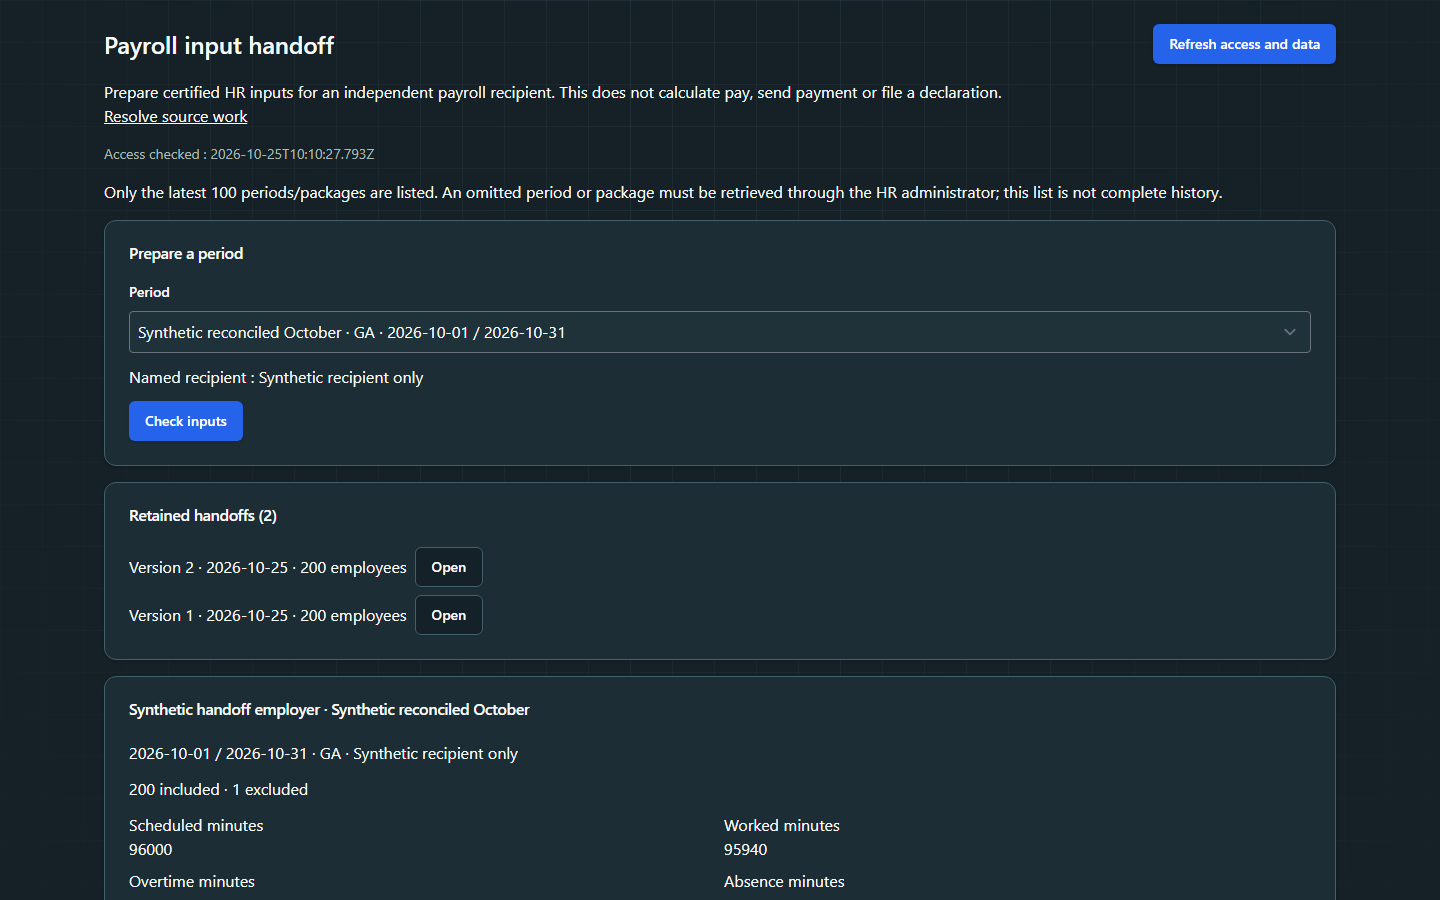 Payroll input handoff
Refresh access and data
Prepare certified HR inputs for an independent payroll recipient. This does not calculate pay, send payment or file a declaration.
Resolve source work
Access checked : 2026-10-25T10:10:27.793Z
Only the latest 100 periods/packages are listed. An omitted period or package must be retrieved through the HR administrator; this list is not complete history.
Prepare a period
Period
Synthetic reconciled October · GA · 2026-10-01 / 2026-10-31
Named recipient : Synthetic recipient only
Check inputs
Retained handoffs (2)
Version 2 · 2026-10-25 · 200 employees Open
Version 1 · 2026-10-25 · 200 employees Open
Synthetic handoff employer · Synthetic reconciled October
2026-10-01 / 2026-10-31 · GA · Synthetic recipient only
200 included · 1 excluded
Scheduled minutes
96000
Worked minutes
95940
Overtime minutes
Absence minutes